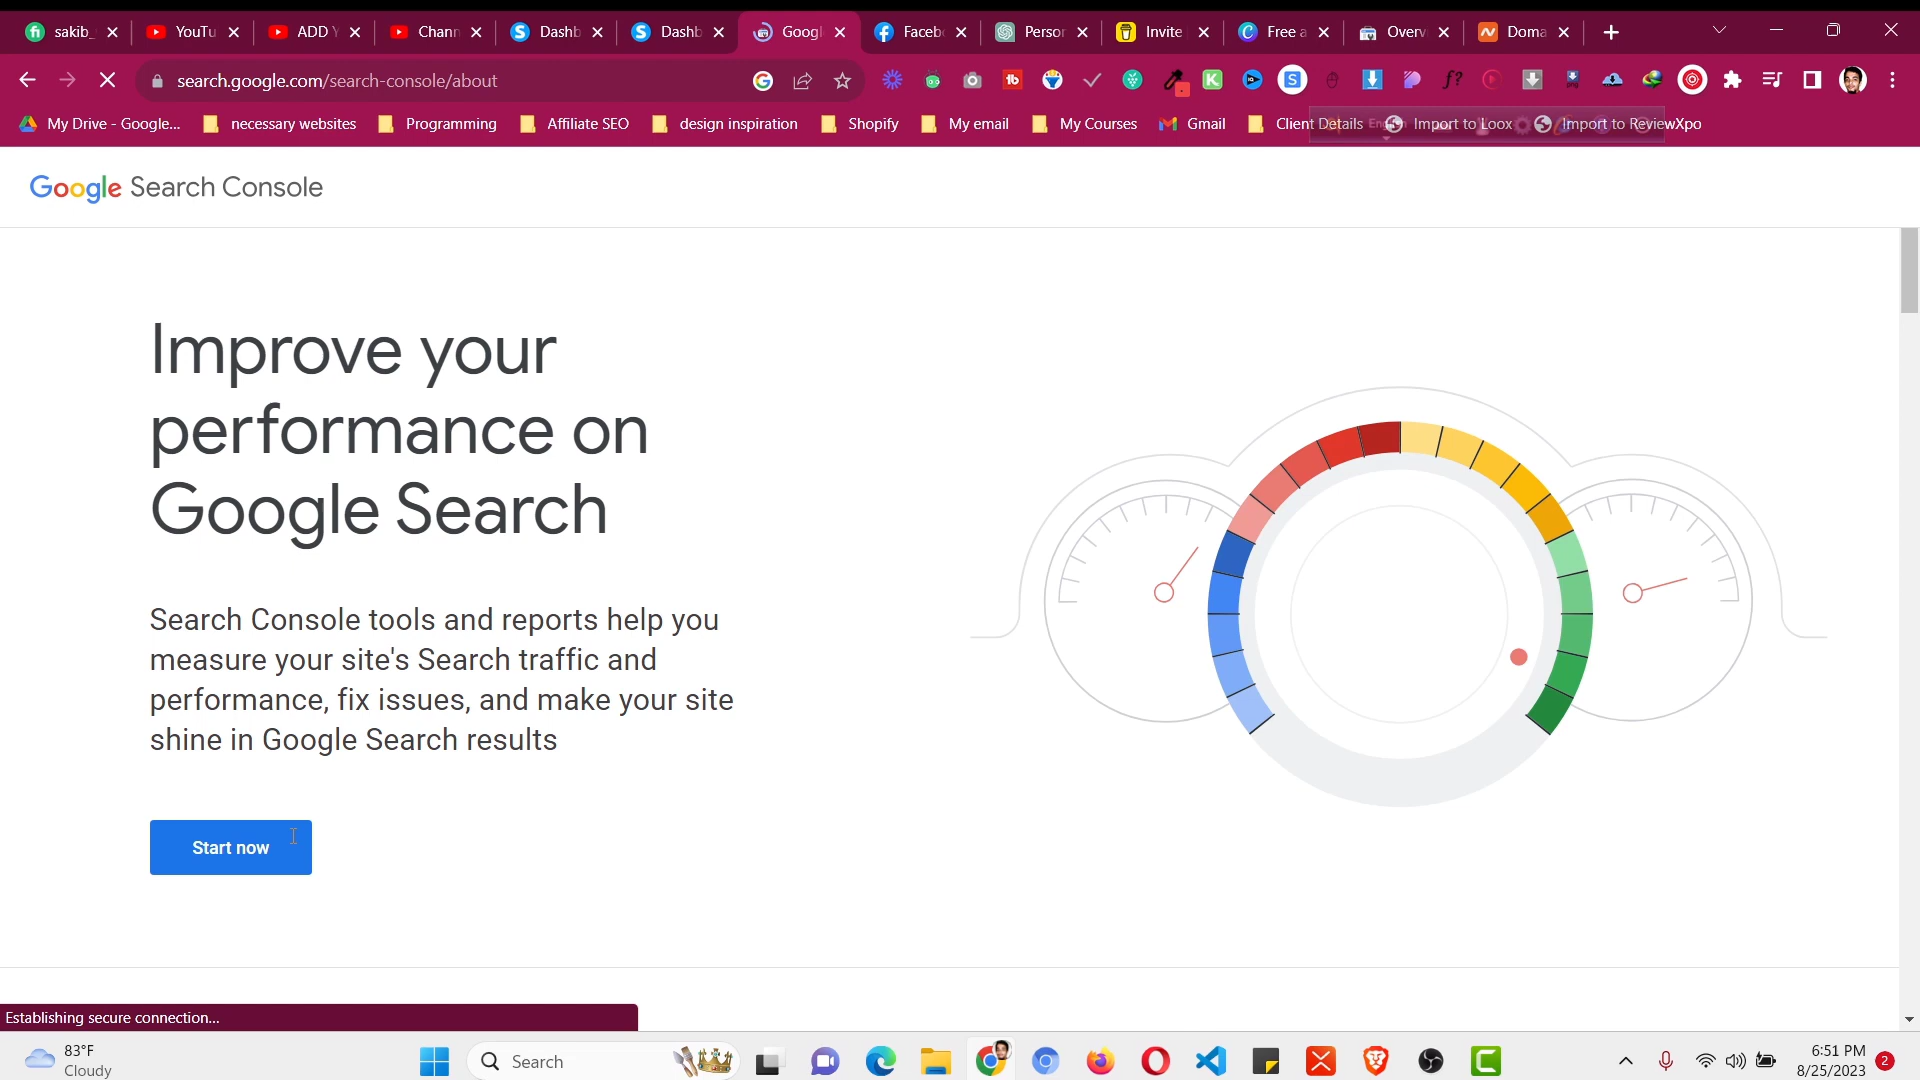 sakib_
YouTu
ADD Y
Chann
Dashb
Dashb
Googl
Faceb
Person
Invite
Free a
Overv
Doma
search.google.com/search-console/about
My Drive - Google...
necessary websites
Programming
Affiliate SEO
design inspiration
Shopify
My email
My Courses
Gmail
Client Details
Import to Loox
Import to ReviewXpo
Google Search Console
Improve your
performance on
Google Search
Search Console tools and reports help you
measure your site's Search traffic and
performance, fix issues, and make your site
shine in Google Search results
Start now
Establishing secure connection...
83°F
Cloudy
Search
6:51 PM
8/25/2023
2